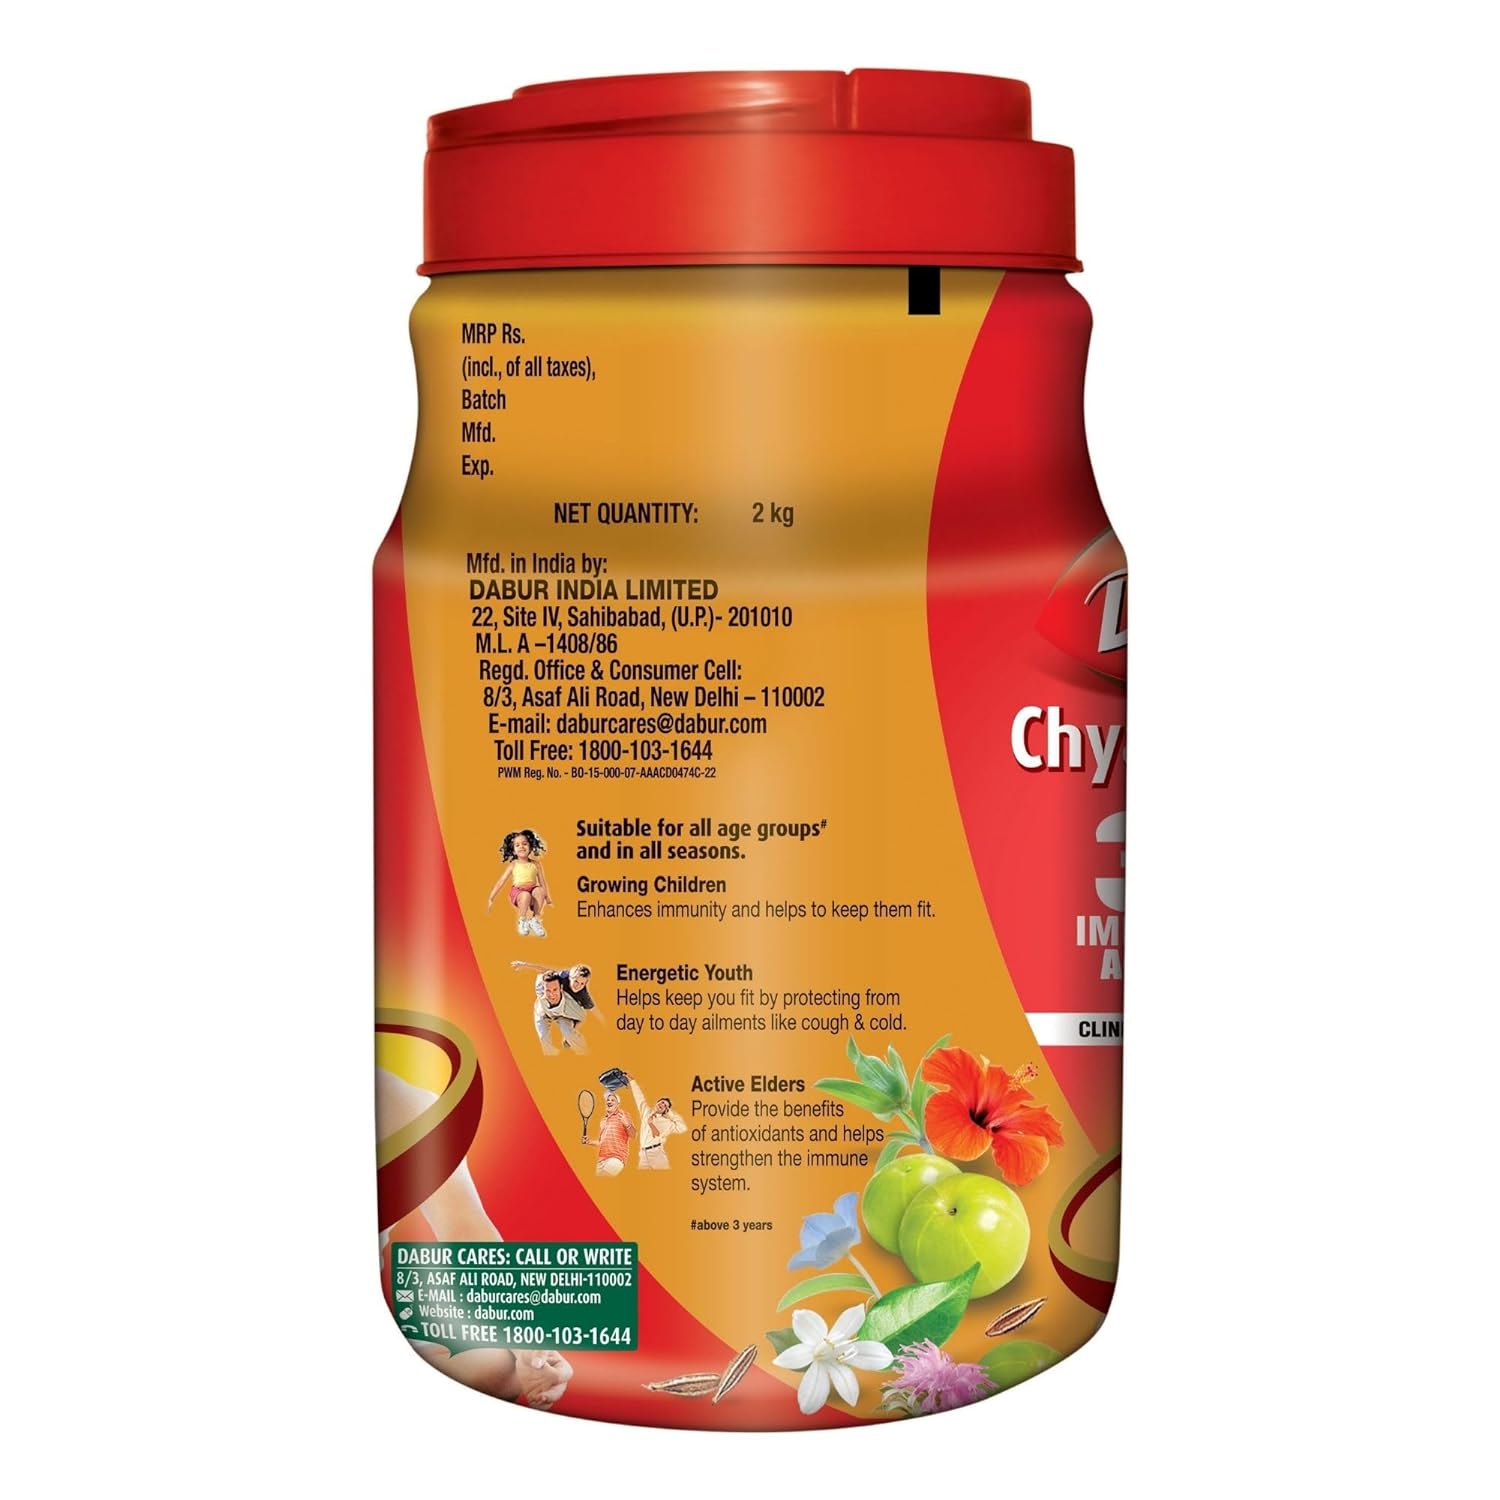 MRP Rs.
(incl., of all taxes),
Batch
Mfd.
Exp.
NET QUANTITY: 2 kg
Mfd. in India by:
DABUR INDIA LIMITED
22, Site IV, Sahibabad, (U.P.)- 201010
M.L. A –1408/86
Regd. Office & Consumer Cell:
8/3, Asaf Ali Road, New Delhi – 110002
E-mail: daburcares@dabur.com
Toll Free: 1800-103-1644
PWM Reg. No. - BO-15-000-07-AAACD0474C-22
Suitable for all age groups#
and in all seasons.
Growing Children
Enhances immunity and helps to keep them fit.
Energetic Youth
Helps keep you fit by protecting from
day to day ailments like cough & cold.
Active Elders
Provide the benefits
of antioxidants and helps
strengthen the immune
system.
#above 3 years
DABUR CARES: CALL OR WRITE
8/3, ASAF ALI ROAD, NEW DELHI-110002
E-MAIL : daburcares@dabur.com
Website : dabur.com
TOLL FREE 1800-103-1644
Chy
3
IM
A
CLIN